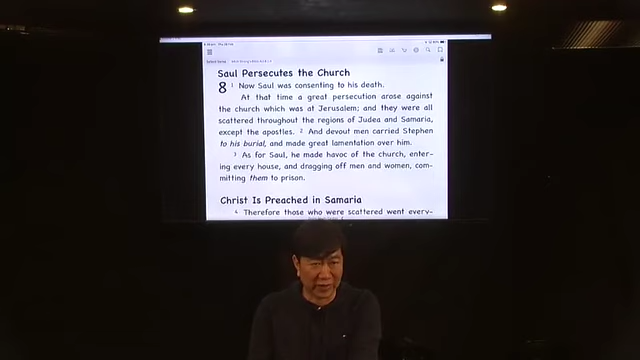 Saul Persecutes the Church
8 1 Now Saul was consenting to his death.
At that time a great persecution arose against
the church which was at Jerusalem; and they were all
scattered throughout the regions of Judea and Samaria,
except the apostles. 2 And devout men carried Stephen
to his burial, and made great lamentation over him.
3 As for Saul, he made havoc of the church, enter-
ing every house, and dragging off men and women, com-
mitting them to prison.
Christ Is Preached in Samaria
4 Therefore those who were scattered went every-